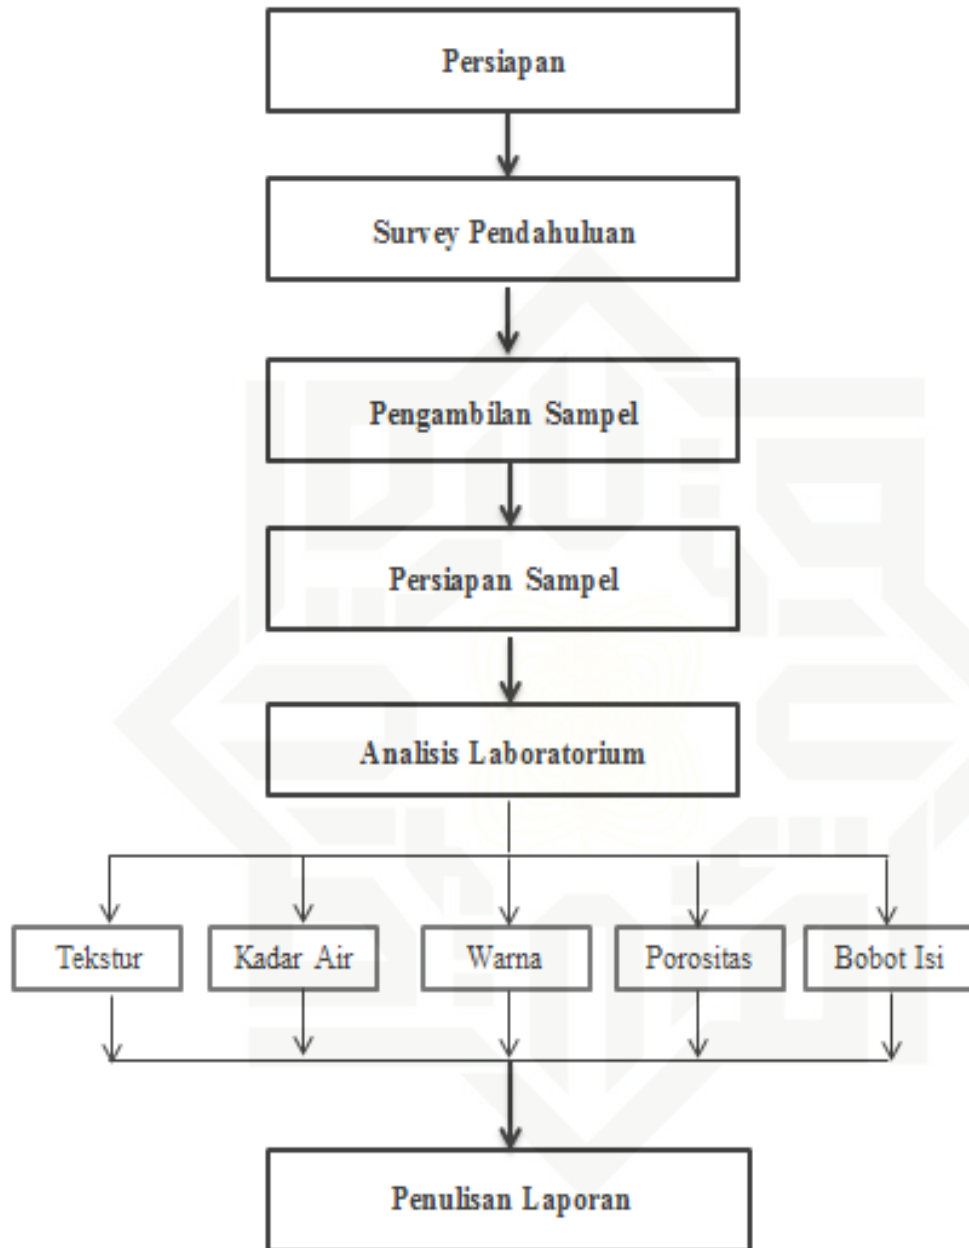 Persiapan
Survey Pendahuluan
Pengambilan Sampel
Persiapan Sampel
Analisis Laboratorium
Tekstur
Kadar Air
Warna
Porositas
Bobot Isi
Penulisan Laporan